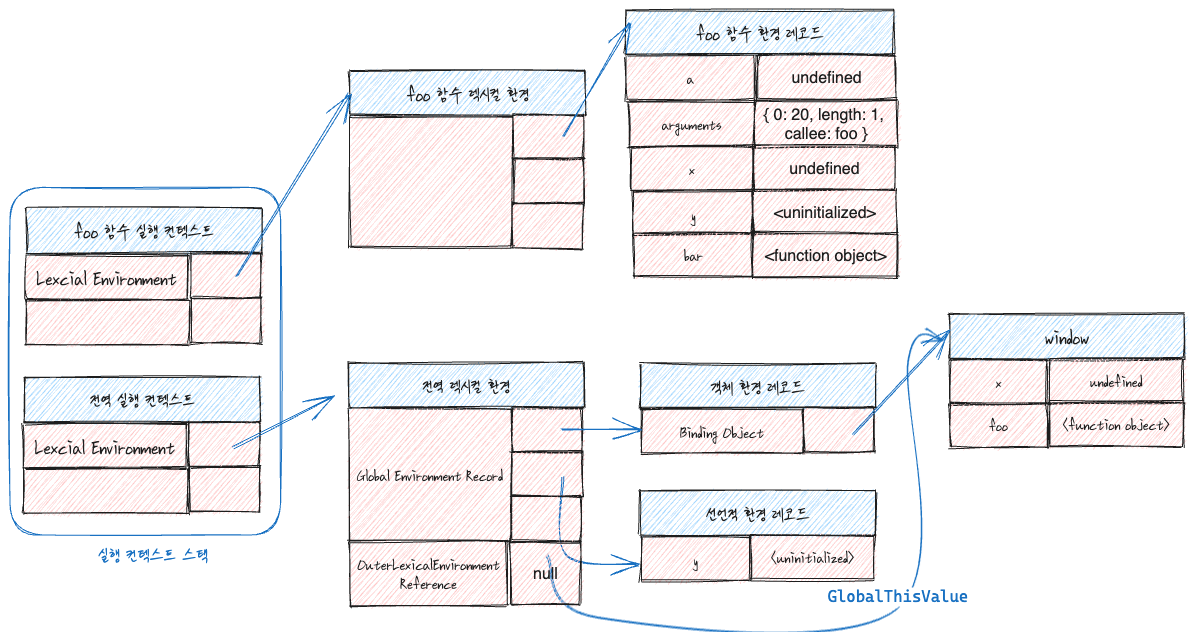 foo 함수 환경 레코드
a
undefined
arguments
{ 0: 20, length: 1,
callee: foo }
x
undefined
y
<uninitialized>
bar
<function object>
foo 함수 렉시컬 환경
foo 함수 실행 컨텍스트
Lexcial Environment
전역 실행 컨텍스트
Lexcial Environment
실행 컨텍스트 스택
전역 렉시컬 환경
Global Environment Record
OuterLexicalEnvironment
Reference
null
객체 환경 레코드
Binding Object
선언적 환경 레코드
y
<uninitialized>
window
x
undefined
foo
<function object>
GlobalThisValue